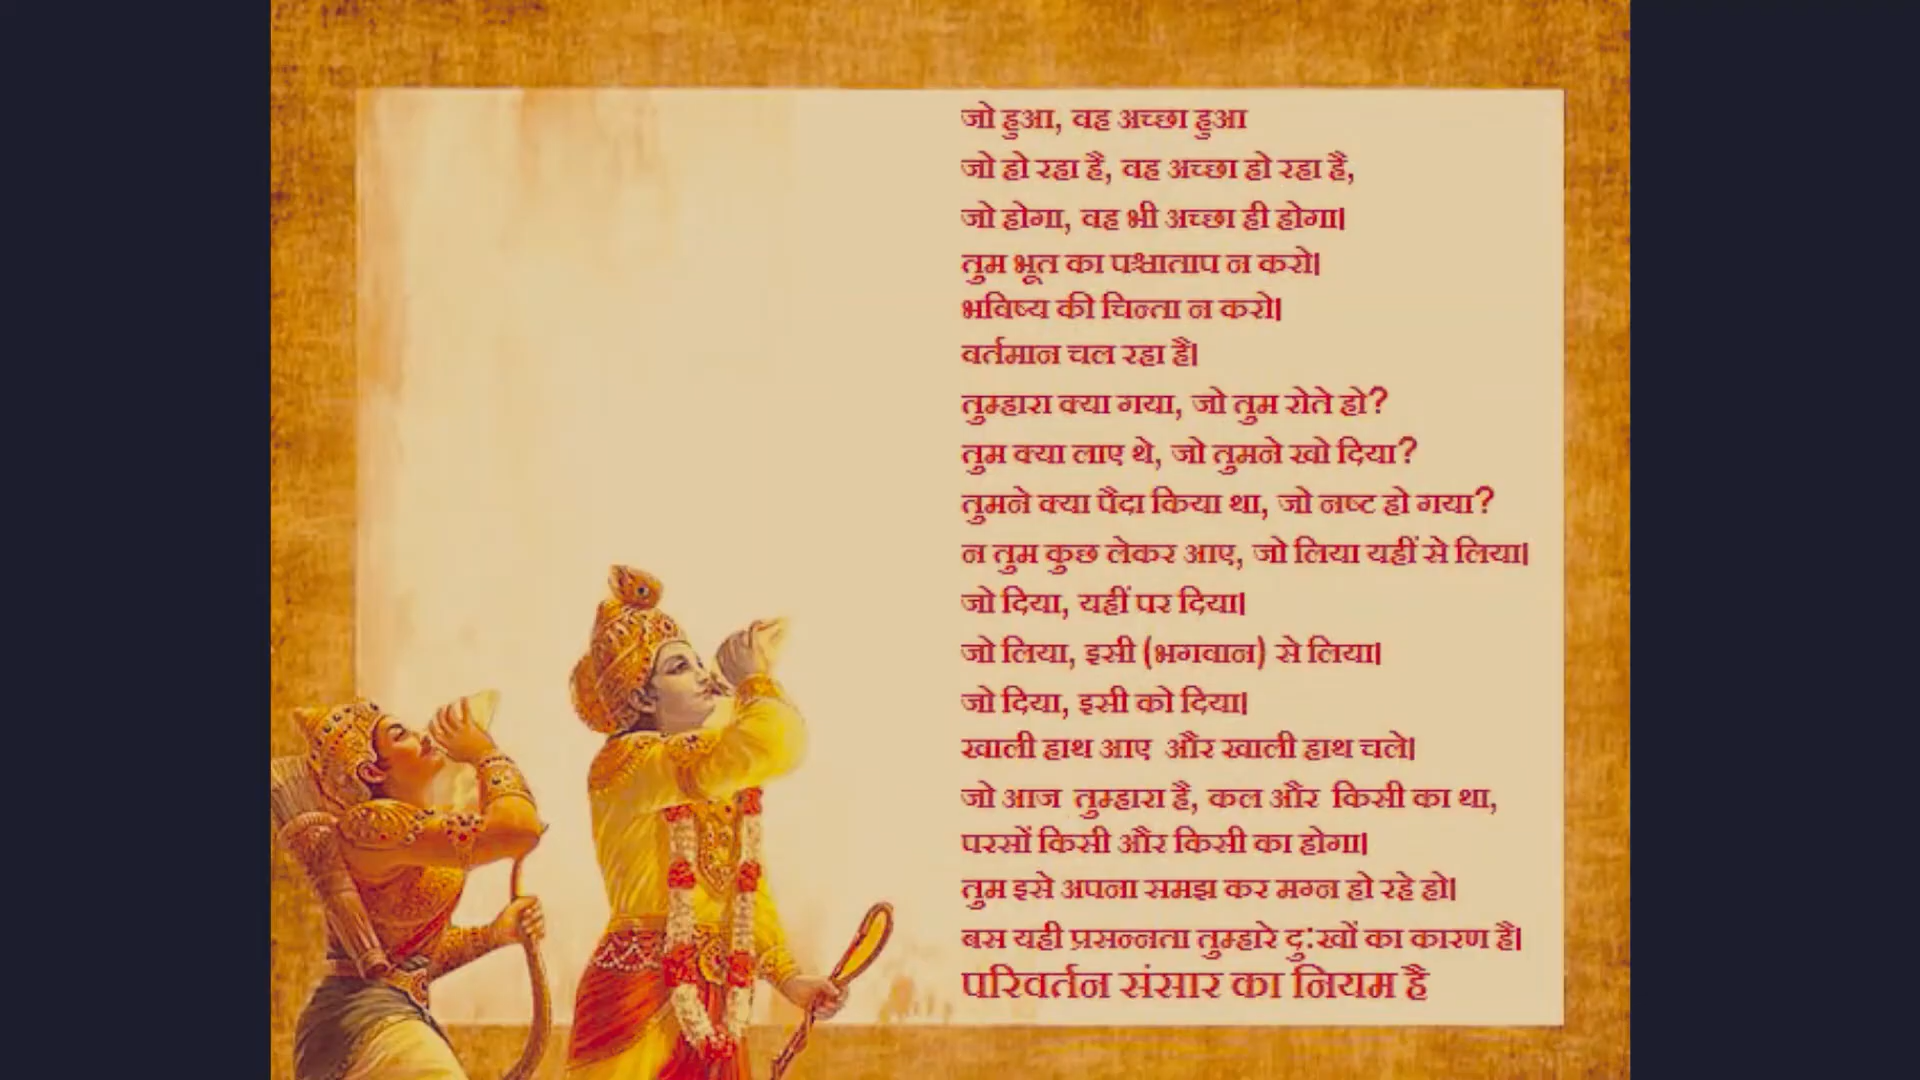 जो हुआ, वह अच्छा हुआ
जो हो रहा है, वह अच्छा हो रहा है,
जो होगा, वह भी अच्छा ही होगा।
तुम भूत का पश्चाताप न करो।
भविष्य की चिन्ता न करो।
वर्तमान चल रहा है।
तुम्हारा क्या गया, जो तुम रोते हो?
तुम क्या लाए थे, जो तुमने खो दिया?
तुमने क्या पैदा किया था, जो नष्ट हो गया?
न तुम कुछ लेकर आए, जो लिया यहीं से लिया।
जो दिया, यहीं पर दिया।
जो लिया, इसी (भगवान) से लिया।
जो दिया, इसी को दिया।
खाली हाथ आए और खाली हाथ चले।
जो आज तुम्हारा है, कल और किसी का था,
परसों किसी और किसी का होगा।
तुम इसे अपना समझ कर मग्न हो रहे हो।
बस यही प्रसन्नता तुम्हारे दु:खों का कारण है।
परिवर्तन संसार का नियम है